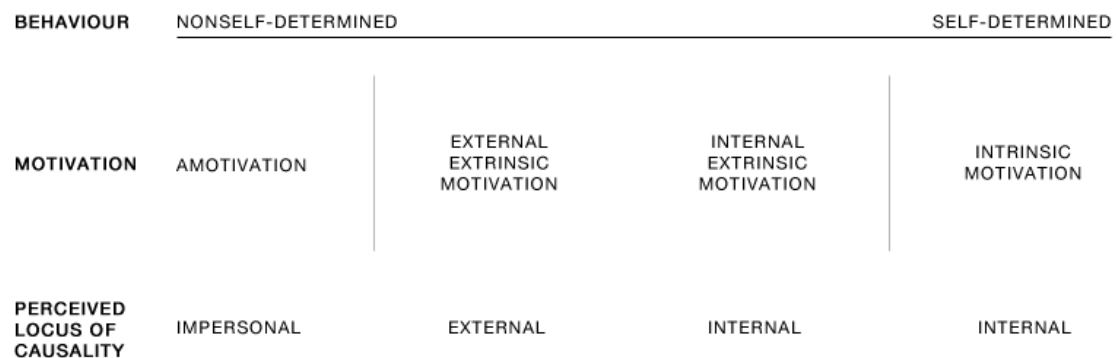 BEHAVIOUR NONSELF-DETERMINED SELF-DETERMINED
MOTIVATION AMOTIVATION
EXTERNAL
EXTRINSIC
MOTIVATION
INTERNAL
EXTRINSIC
MOTIVATION
INTRINSIC
MOTIVATION
PERCEIVED
LOCUS OF
CAUSALITY
IMPERSONAL EXTERNAL INTERNAL INTERNAL